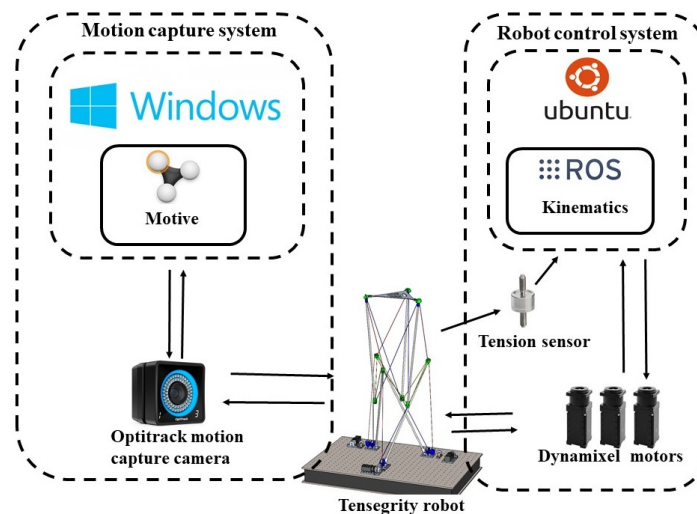 Motion capture system
Windows
Motive
Optitrack motion
capture camera
Robot control system
ubuntu
ROS
Kinematics
Tension sensor
Dynamixel motors
Tensegrity robot